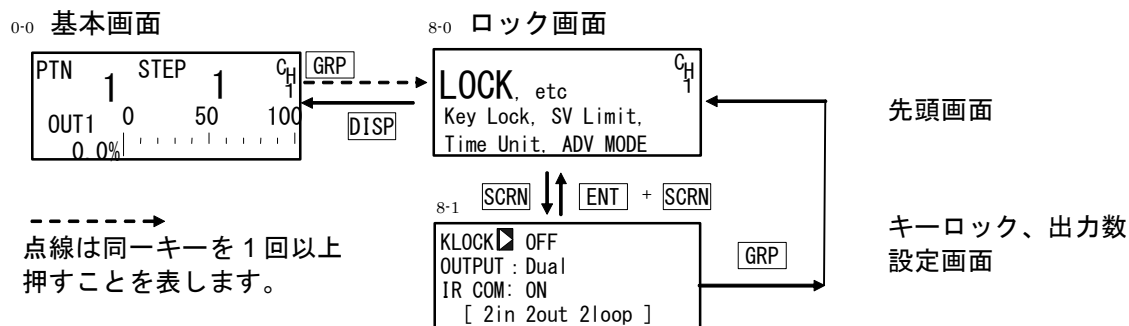 0-0 基本画面
PTN 1 STEP 1 CH1
OUT1 0 50 100
0.0%
GRP
DISP
8-0 ロック画面
LOCK, etc CH1
Key Lock, SV Limit,
Time Unit, ADV MODE
先頭画面
SCRN
ENT + SCRN
8-1
KLOCK▶ OFF
OUTPUT : Dual
IR COM: ON
[ 2in 2out 2loop ]
GRP
キーロック、出力数
設定画面
点線は同一キーを 1 回以上
押すことを表します。